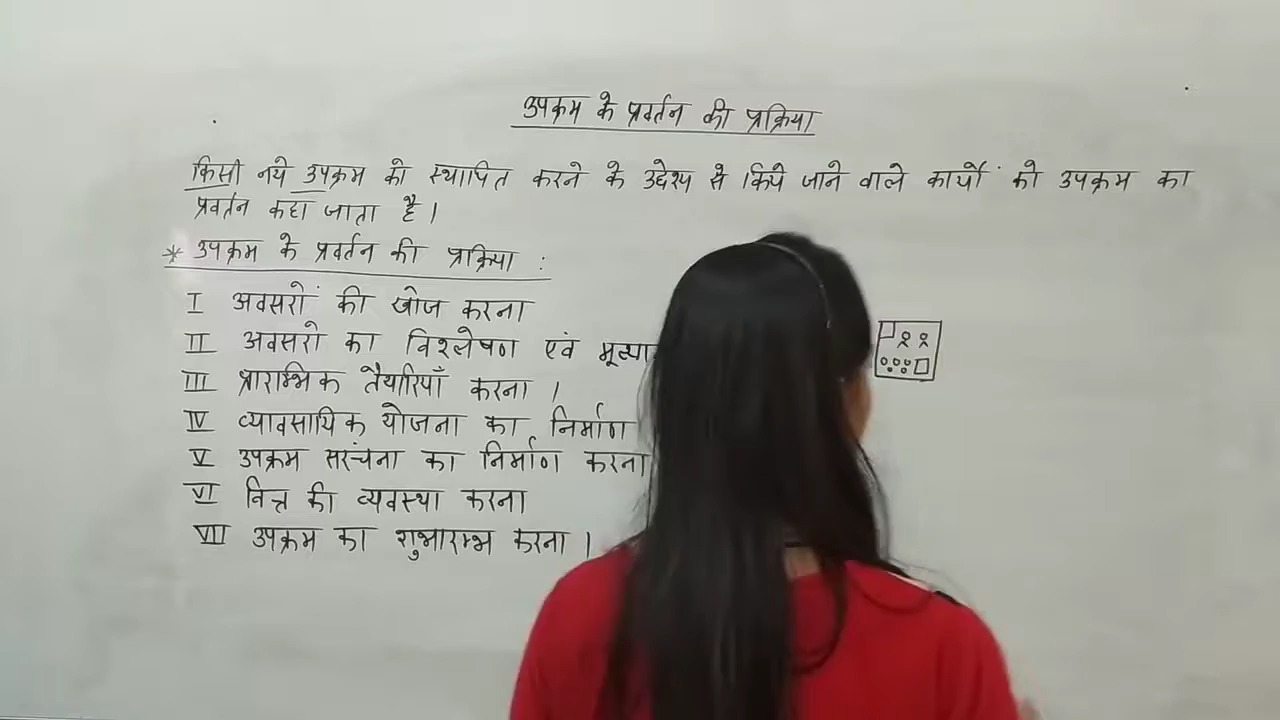 उपक्रम के प्रवर्तन की प्रक्रिया
किसी नये उपक्रम को स्थापित करने के उद्देश्य से किये जाने वाले कार्यों को उपक्रम का
प्रवर्तन कहा जाता है।
* उपक्रम के प्रवर्तन की प्रक्रिया :
I अवसरों की खोज करना
II अवसरो का विश्लेषण एवं
III प्रारम्भिक तैयारियाँ करना ।
IV व्यावसायिक योजना का निर्माण
V उपक्रम सरंचना का निर्माण करना
VI वित्त की व्यवस्था करना
VII उपक्रम का शुभारम्भ करना ।